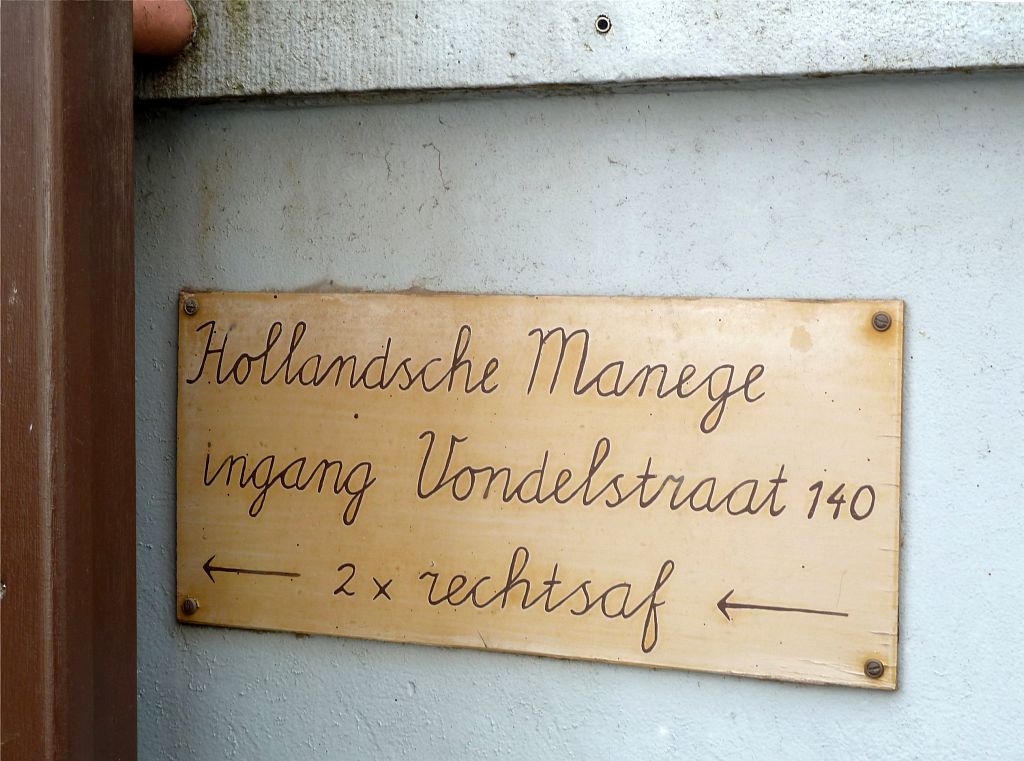 Hollandsche Manege
ingang Vondelstraat 140
← 2 x rechtsaf ←